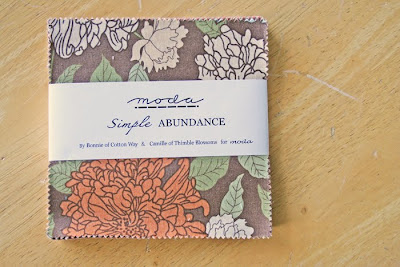 moda
Simple ABUNDANCE
By Bonnie of Cotton Way & Camille of Thimble Blossoms for moda